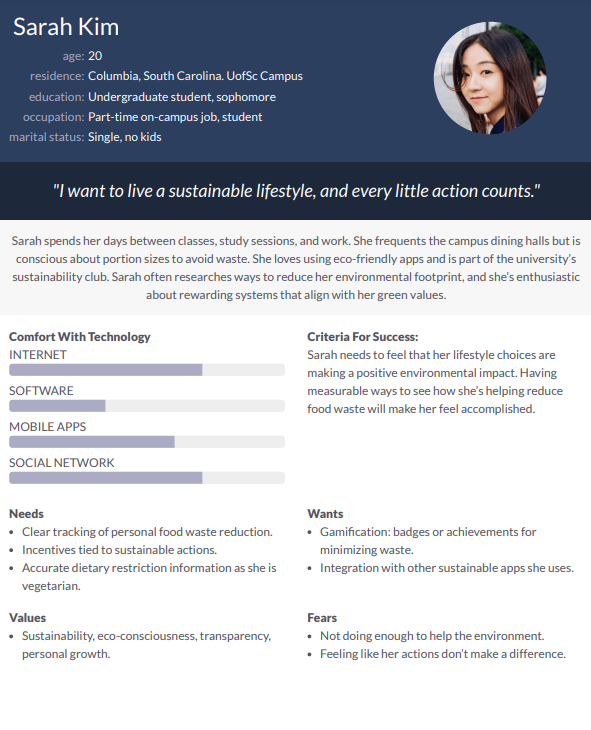 Sarah Kim
age: 20
residence: Columbia, South Carolina. UofSc Campus
education: Undergraduate student, sophomore
occupation: Part-time on-campus job, student
marital status: Single, no kids
"I want to live a sustainable lifestyle, and every little action counts."
Sarah spends her days between classes, study sessions, and work. She frequents the campus dining halls but is
conscious about portion sizes to avoid waste. She loves using eco-friendly apps and is part of the university's
sustainability club. Sarah often researches ways to reduce her environmental footprint, and she's enthusiastic
about rewarding systems that align with her green values.
Comfort With Technology
INTERNET
SOFTWARE
MOBILE APPS
SOCIAL NETWORK
Criteria For Success:
Sarah needs to feel that her lifestyle choices are
making a positive environmental impact. Having
measurable ways to see how she's helping reduce
food waste will make her feel accomplished.
Needs
• Clear tracking of personal food waste reduction.
• Incentives tied to sustainable actions.
• Accurate dietary restriction information as she is
vegetarian.
Wants
• Gamification: badges or achievements for
minimizing waste.
• Integration with other sustainable apps she uses.
Values
• Sustainability, eco-consciousness, transparency,
personal growth.
Fears
• Not doing enough to help the environment.
• Feeling like her actions don't make a difference.